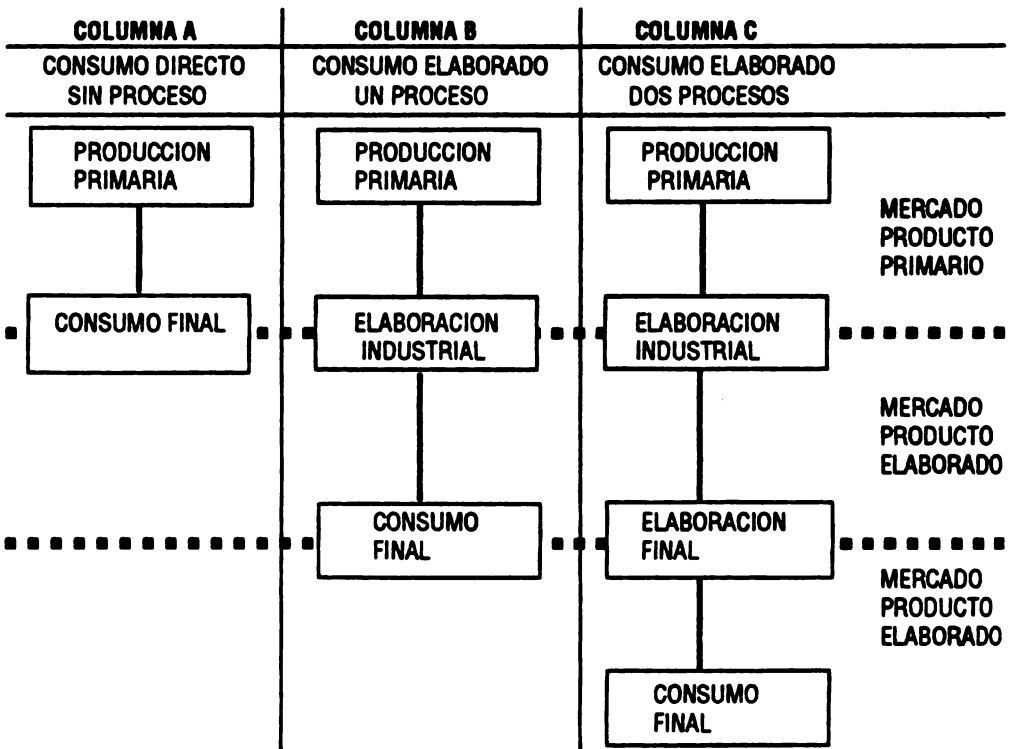 COLUMNA A
CONSUMO DIRECTO
SIN PROCESO
PRODUCCION
PRIMARIA
CONSUMO FINAL
COLUMNA B
CONSUMO ELABORADO
UN PROCESO
PRODUCCION
PRIMARIA
ELABORACION
INDUSTRIAL
CONSUMO
FINAL
COLUMNA C
CONSUMO ELABORADO
DOS PROCESOS
PRODUCCION
PRIMARIA
ELABORACION
INDUSTRIAL
ELABORACION
FINAL
CONSUMO
FINAL
MERCADO
PRODUCTO
PRIMARIO
MERCADO
PRODUCTO
ELABORADO
MERCADO
PRODUCTO
ELABORADO